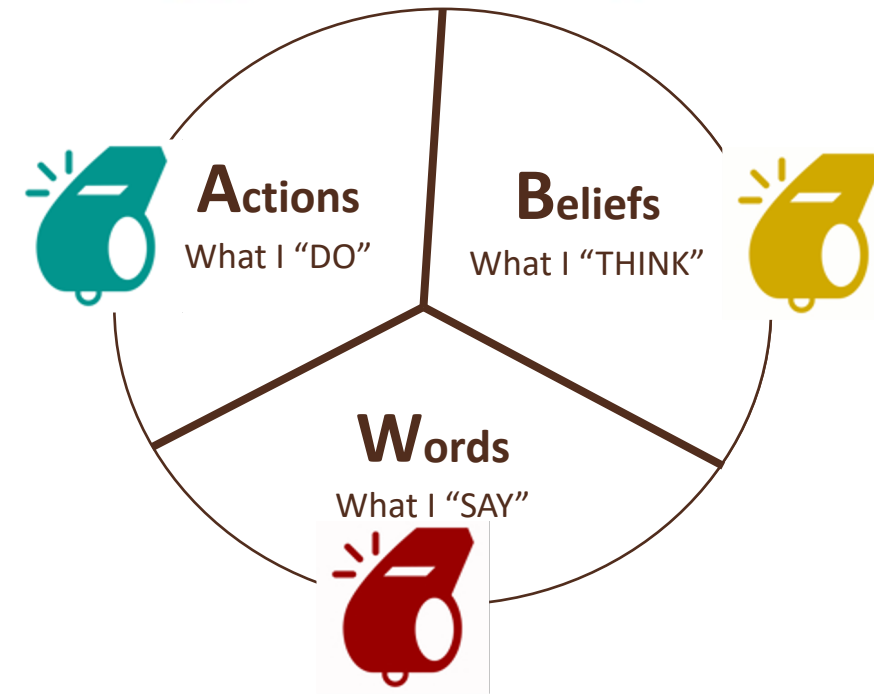 Actions
What I “DO”
Beliefs
What I “THINK”
Words
What I “SAY”